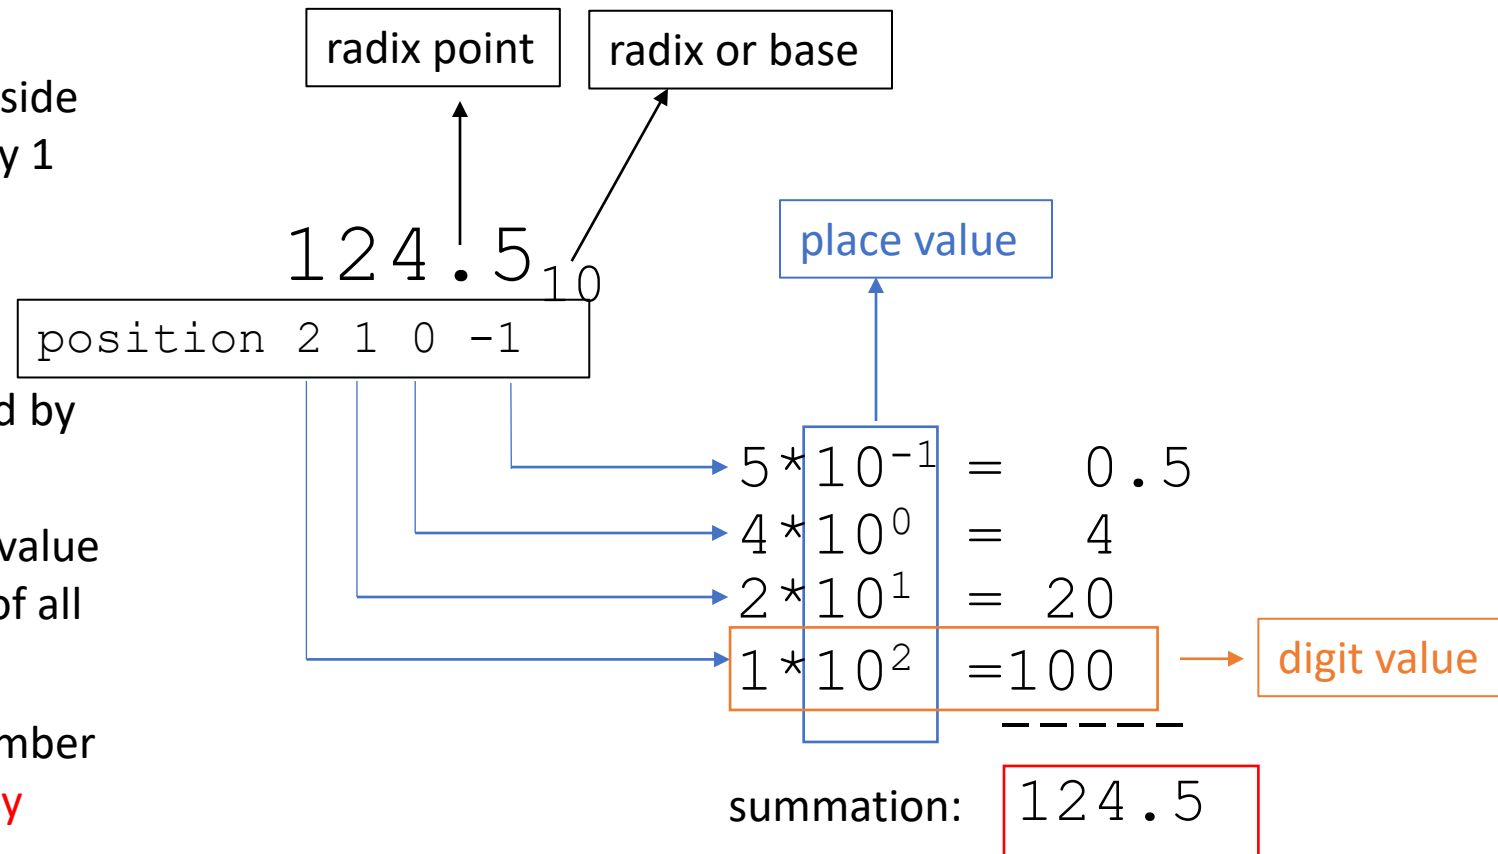 radix point
radix or base
side
y 1
place value
124.5₁₀
position 2 1 0 -1
d by
5*10⁻¹ = 0.5
value
4*10⁰ = 4
of all
2*10¹ = 20
1*10² =100
digit value
mber
y
summation: 124.5